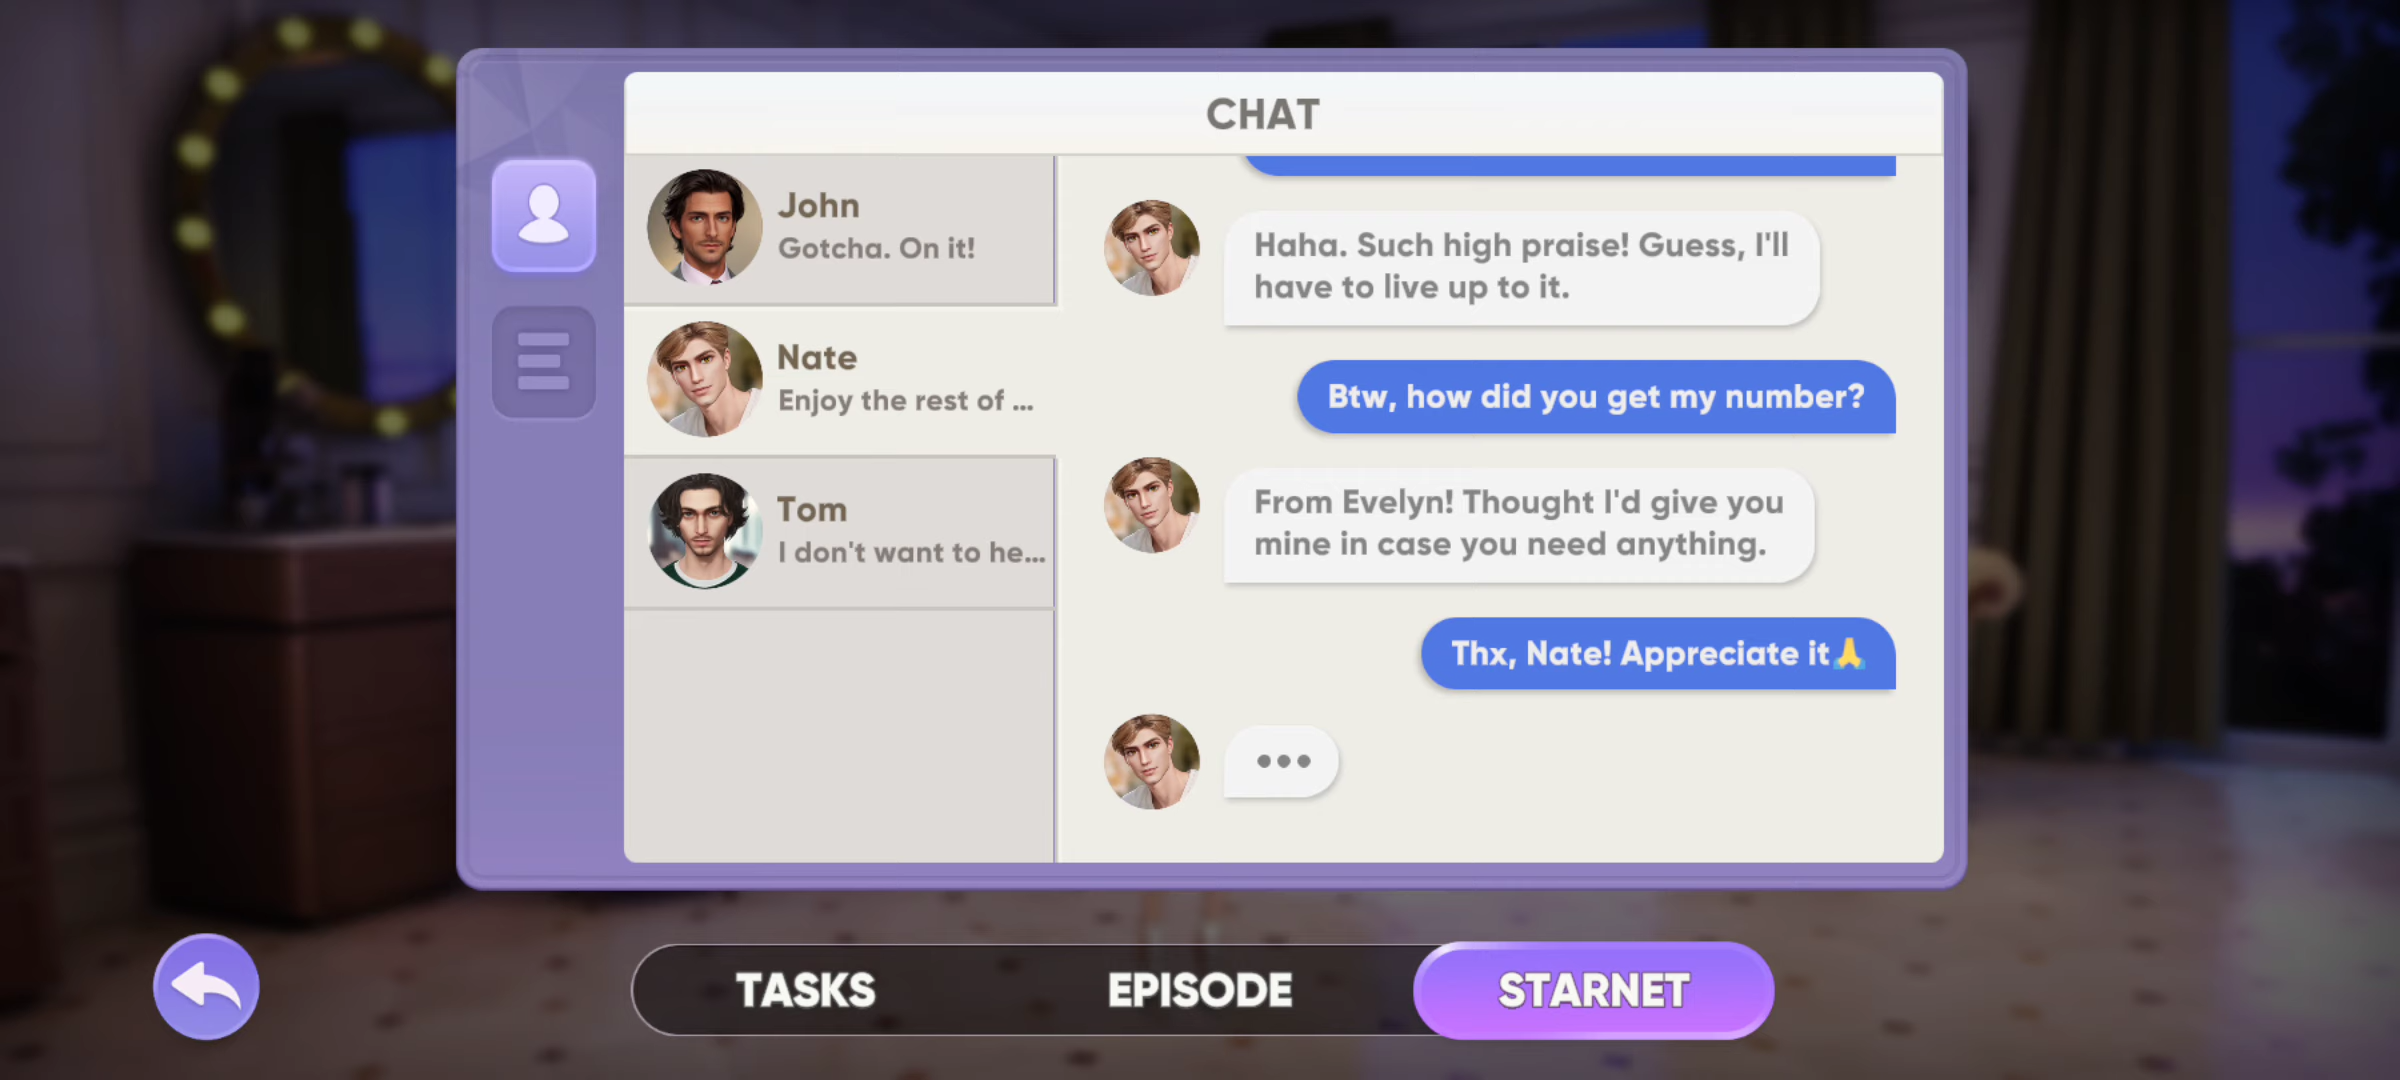 CHAT
John
Gotcha. On it!
Nate
Enjoy the rest of ...
Tom
I don't want to he...
Haha. Such high praise! Guess, I'll
have to live up to it.
Btw, how did you get my number?
From Evelyn! Thought I'd give you
mine in case you need anything.
Thx, Nate! Appreciate it🙏
•••
TASKS
EPISODE
STARNET